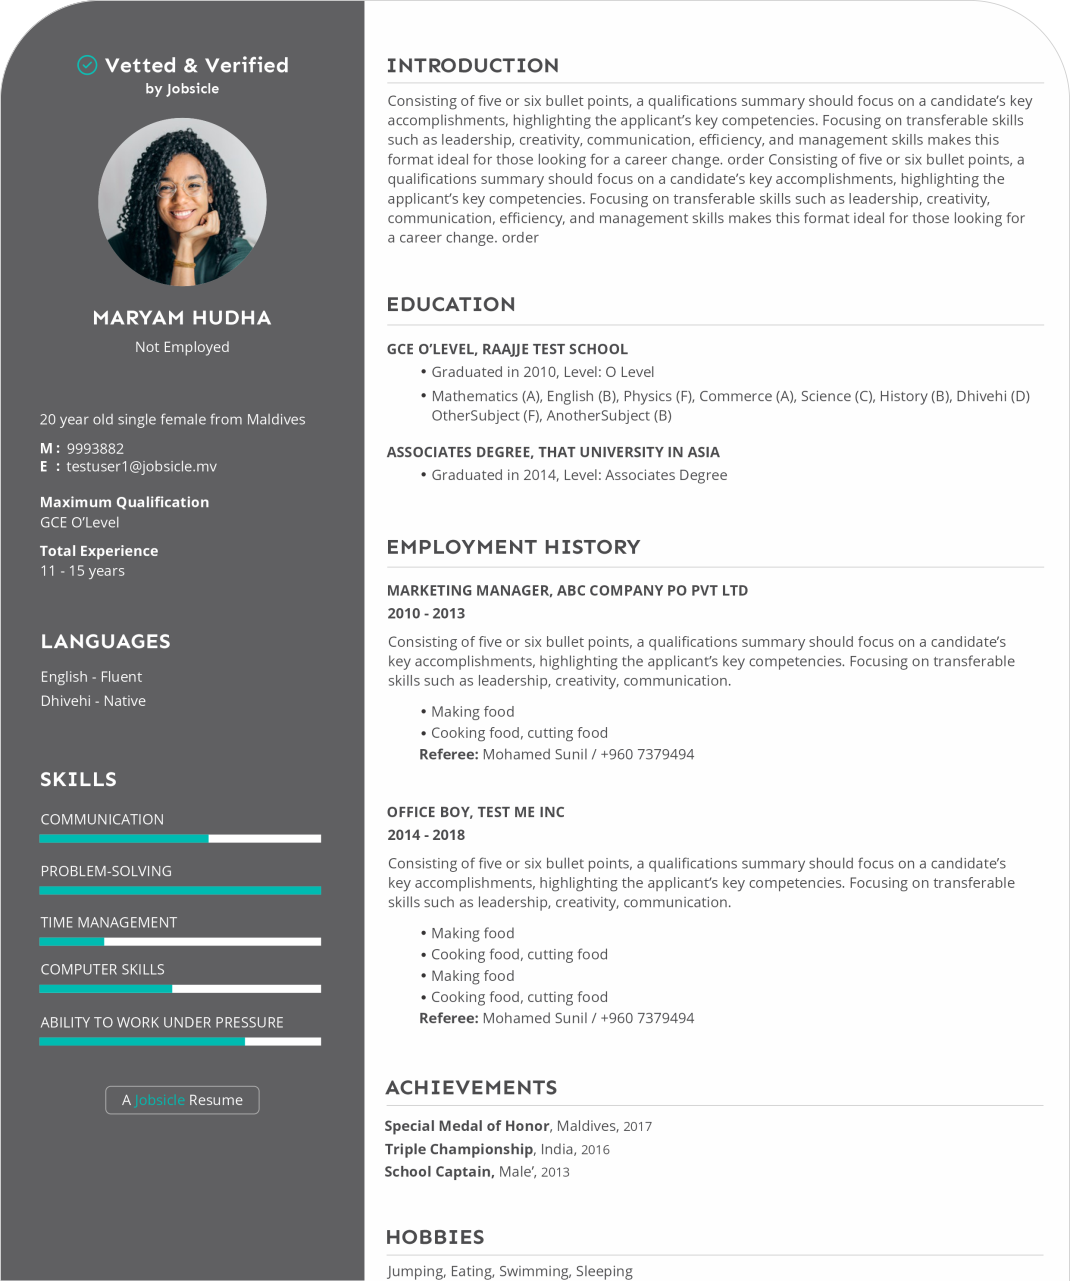 Vetted & Verified
by Jobsicle
MARYAM HUDHA
Not Employed
20 year old single female from Maldives
M : 9993882
E : testuser1@jobsicle.mv
Maximum Qualification
GCE O’Level
Total Experience
11 - 15 years
LANGUAGES
English - Fluent
Dhivehi - Native
SKILLS
COMMUNICATION
PROBLEM-SOLVING
TIME MANAGEMENT
COMPUTER SKILLS
ABILITY TO WORK UNDER PRESSURE
A Jobsicle Resume
INTRODUCTION
Consisting of five or six bullet points, a qualifications summary should focus on a candidate’s key
accomplishments, highlighting the applicant’s key competencies. Focusing on transferable skills
such as leadership, creativity, communication, efficiency, and management skills makes this
format ideal for those looking for a career change. order Consisting of five or six bullet points, a
qualifications summary should focus on a candidate’s key accomplishments, highlighting the
applicant’s key competencies. Focusing on transferable skills such as leadership, creativity,
communication, efficiency, and management skills makes this format ideal for those looking for
a career change. order
EDUCATION
GCE O’LEVEL, RAAJJE TEST SCHOOL
• Graduated in 2010, Level: O Level
• Mathematics (A), English (B), Physics (F), Commerce (A), Science (C), History (B), Dhivehi (D)
OtherSubject (F), AnotherSubject (B)
ASSOCIATES DEGREE, THAT UNIVERSITY IN ASIA
• Graduated in 2014, Level: Associates Degree
EMPLOYMENT HISTORY
MARKETING MANAGER, ABC COMPANY PO PVT LTD
2010 - 2013
Consisting of five or six bullet points, a qualifications summary should focus on a candidate’s
key accomplishments, highlighting the applicant’s key competencies. Focusing on transferable
skills such as leadership, creativity, communication.
• Making food
• Cooking food, cutting food
Referee: Mohamed Sunil / +960 7379494
OFFICE BOY, TEST ME INC
2014 - 2018
Consisting of five or six bullet points, a qualifications summary should focus on a candidate’s
key accomplishments, highlighting the applicant’s key competencies. Focusing on transferable
skills such as leadership, creativity, communication.
• Making food
• Cooking food, cutting food
• Making food
• Cooking food, cutting food
Referee: Mohamed Sunil / +960 7379494
ACHIEVEMENTS
Special Medal of Honor, Maldives, 2017
Triple Championship, India, 2016
School Captain, Male’, 2013
HOBBIES
Jumping, Eating, Swimming, Sleeping